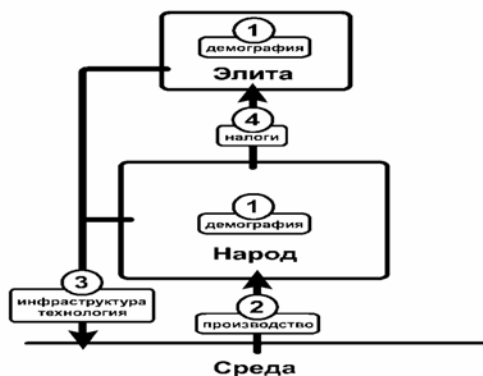 1
демография
Элита
4
налоги
1
демография
Народ
3
инфраструктура
технология
2
производство
Среда